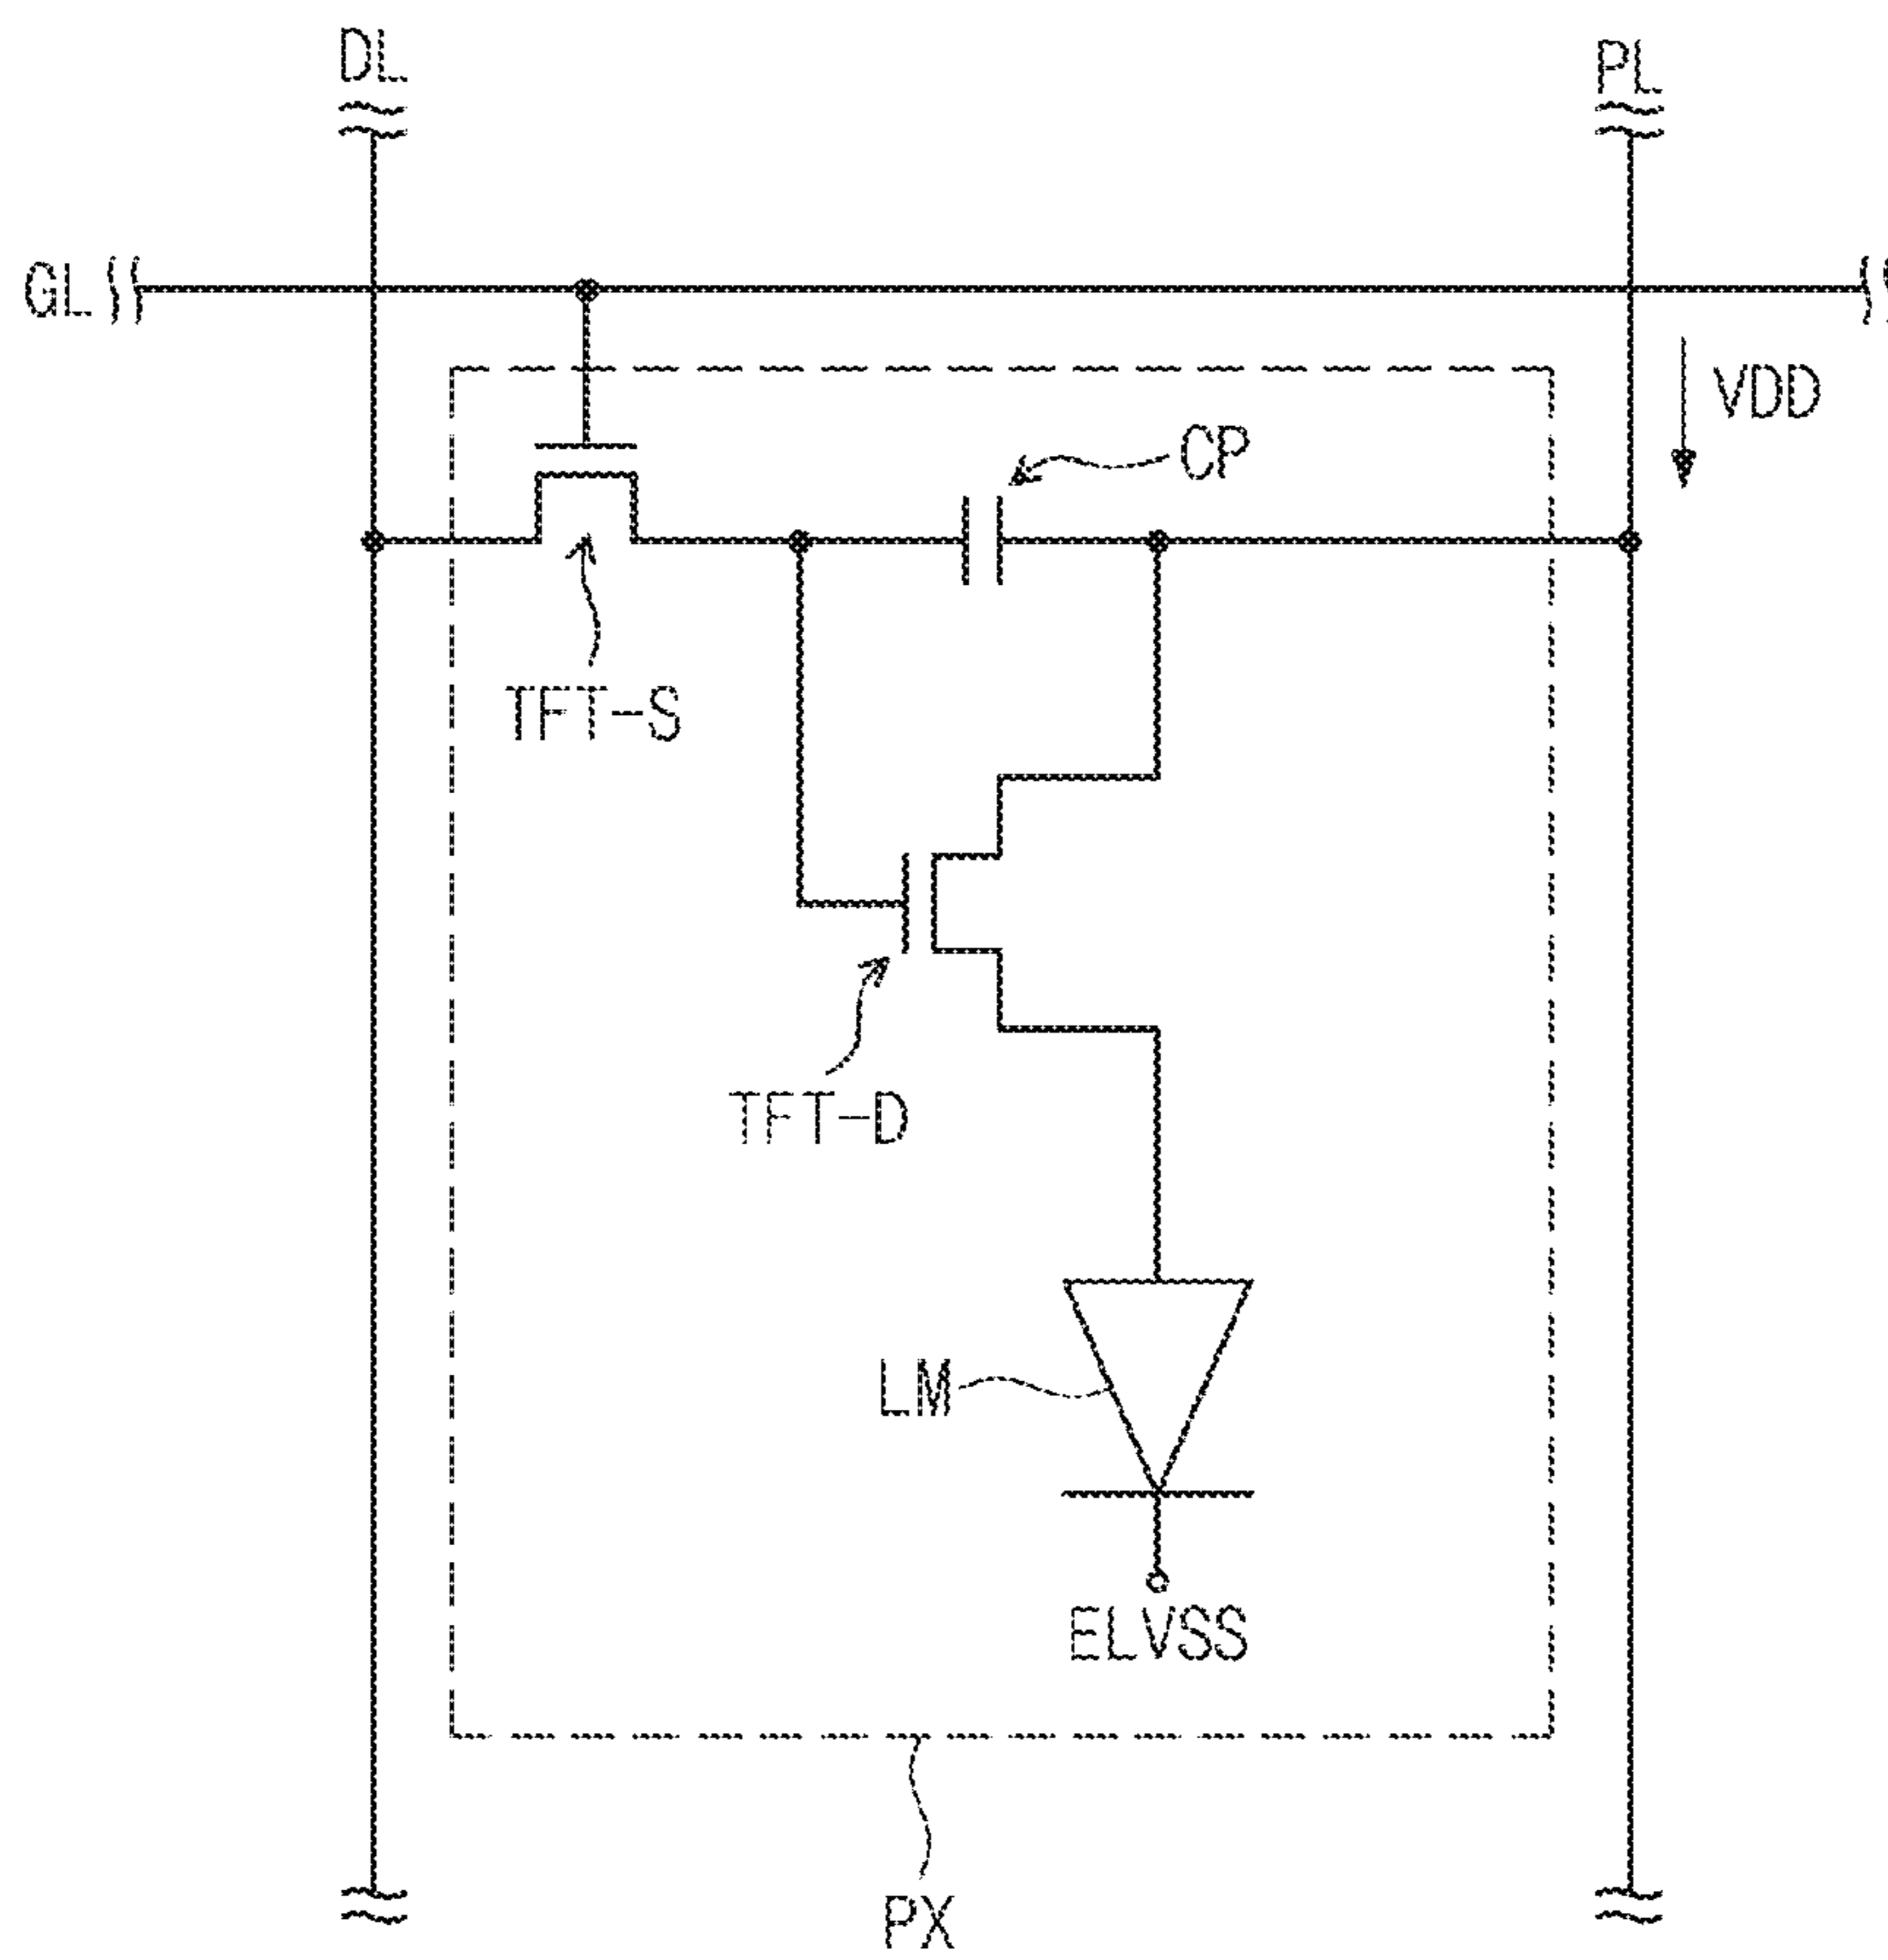 DL
PL
GL
VDD
CP
TFT-S
TFT-D
LM
ELVSS
PX